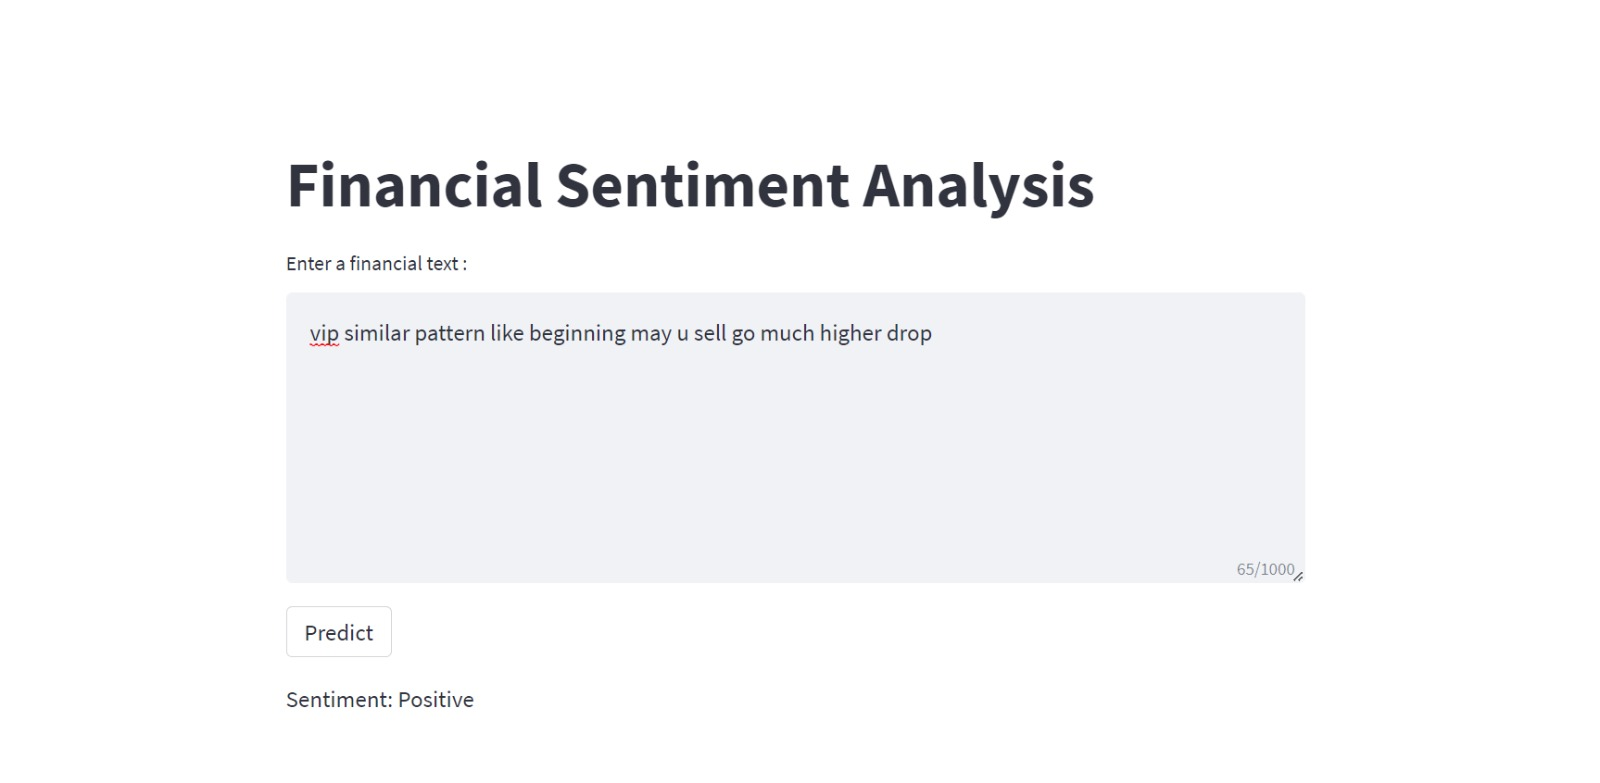 Financial Sentiment Analysis
Enter a financial text :
vip similar pattern like beginning may u sell go much higher drop
65/1000
Predict
Sentiment: Positive